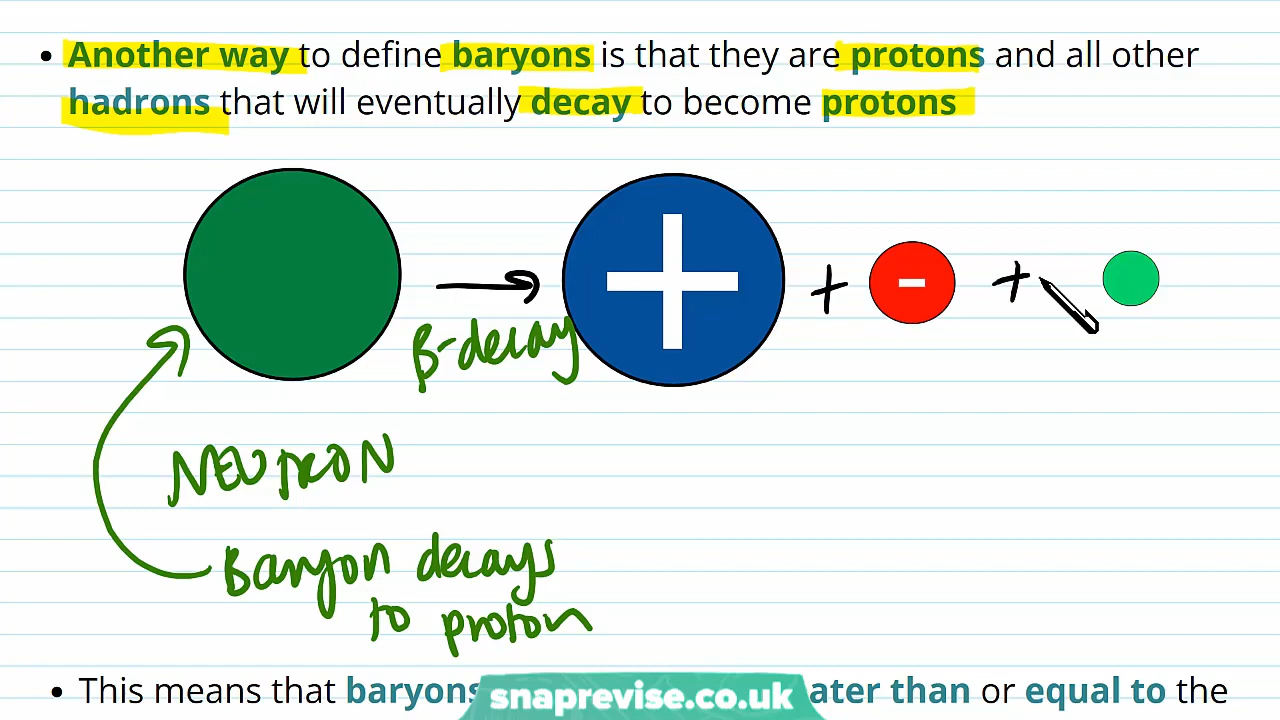 • Another way to define baryons is that they are protons and all other
hadrons that will eventually decay to become protons
→ + - +
β-decay
NEUTRON
Baryon decays
to proton
• This means that baryons ater than or equal to the
snaprevise.co.uk